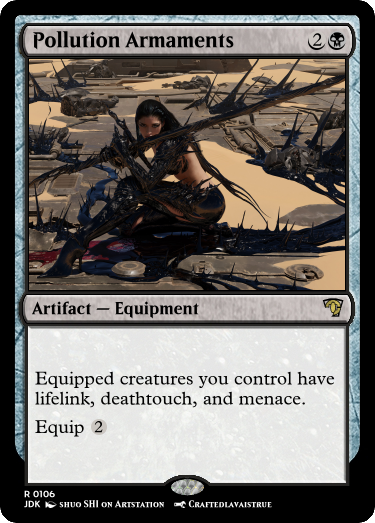 Pollution Armaments 2
Artifact — Equipment
Equipped creatures you control have
lifelink, deathtouch, and menace.
Equip 2
R 0106
JDK shuo SHI on Artstation Craftedlavaistrue